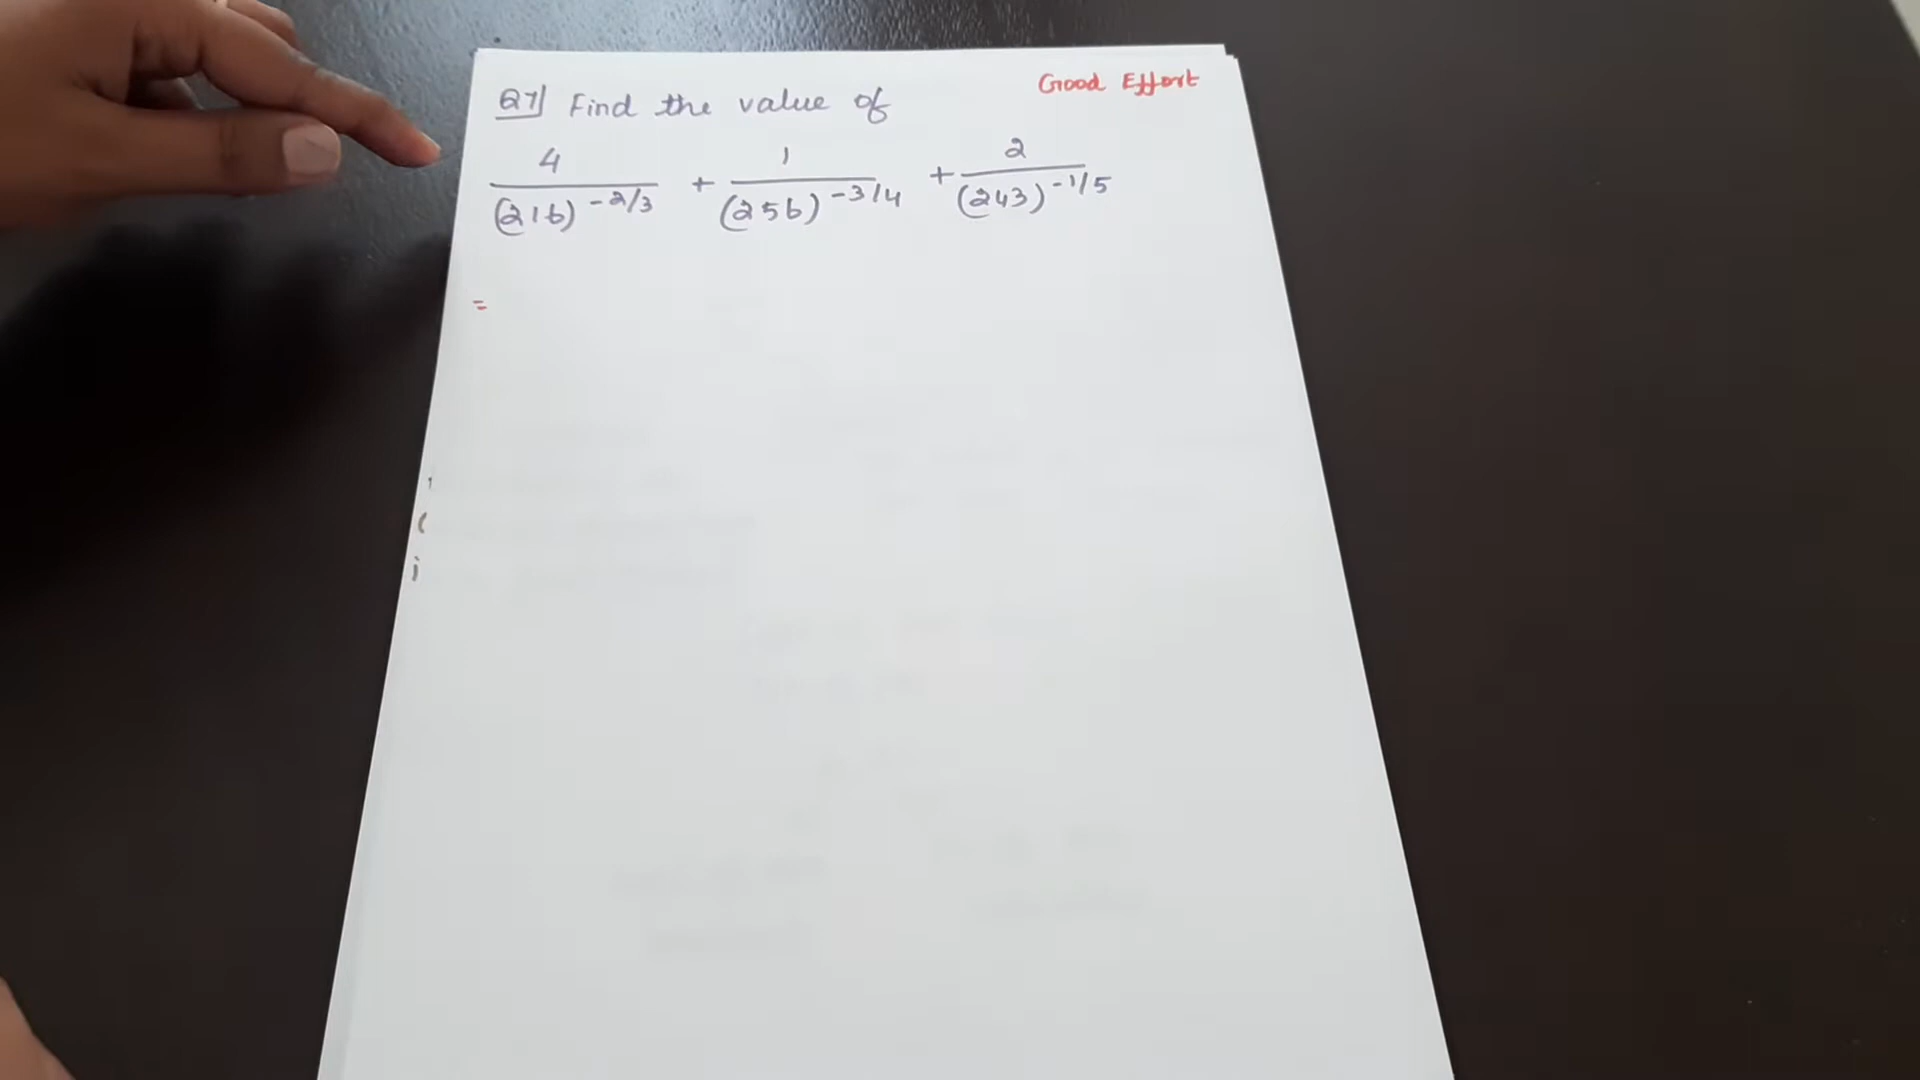 Q7 Find the value of
Good Effort
4/(216)^-2/3 + 1/(256)^-3/4 + 2/(243)^-1/5
=